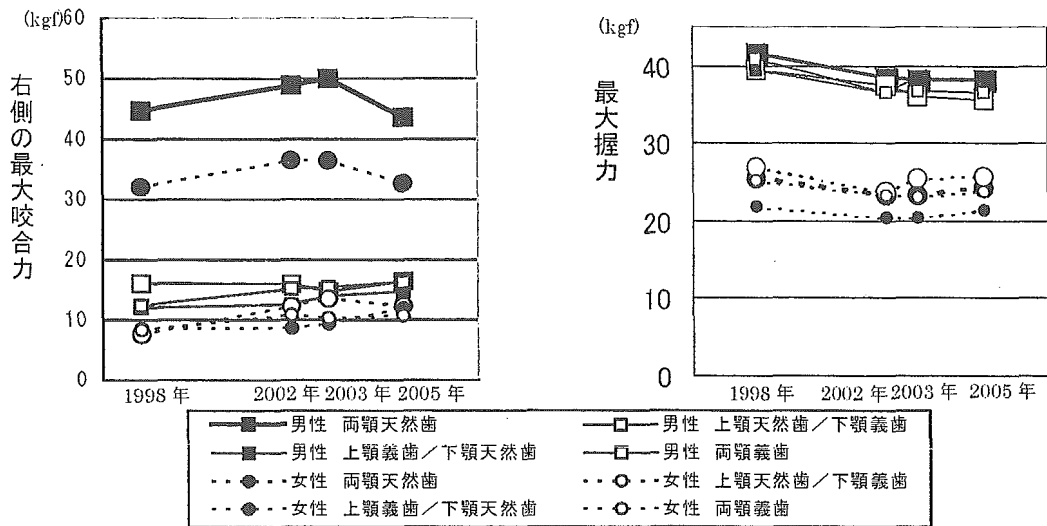 (kgf)
60
50
40
30
20
10
0
右側の最大咬合力
1998 年
2002 年
2003 年
2005 年
(kgf)
40
30
20
10
0
最大握力
1998 年
2002 年
2003 年
2005 年
男性 両顎天然歯
男性 上顎天然歯／下顎義歯
男性 上顎義歯／下顎天然歯
男性 両顎義歯
女性 両顎天然歯
女性 上顎天然歯／下顎義歯
女性 上顎義歯／下顎天然歯
女性 両顎義歯